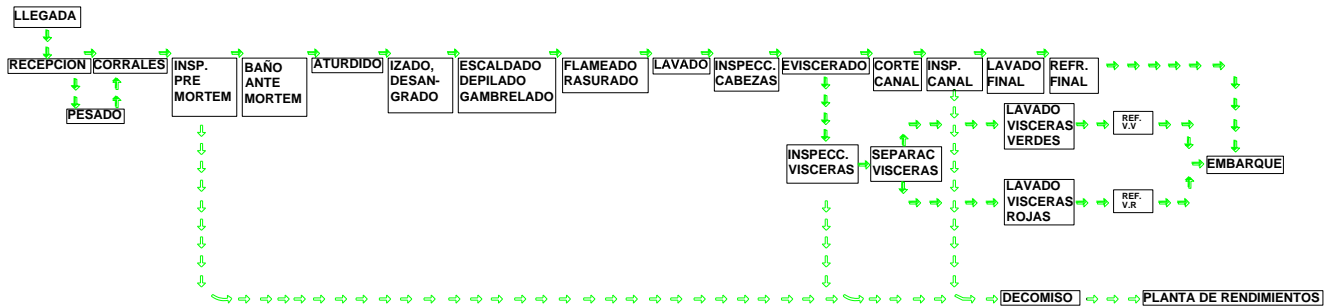 LLEGADA
RECEPCION
CORRALES
PESADO
INSP.
PRE
MORTEM
BAÑO
ANTE
MORTEM
ATURDIDO
IZADO,
DESAN-
GRADO
ESCALDADO
DEPILADO
GAMBRELADO
FLAMEADO
RASURADO
LAVADO
INSPECC.
CABEZAS
EVISCERADO
CORTE
CANAL
INSP.
CANAL
LAVADO
FINAL
REFR.
FINAL
INSPECC.
VISCERAS
SEPARAC
VISCERAS
LAVADO
VISCERAS
VERDES
REF.
V.V
LAVADO
VISCERAS
ROJAS
REF.
V.R
EMBARQUE
DECOMISO
PLANTA DE RENDIMIENTOS